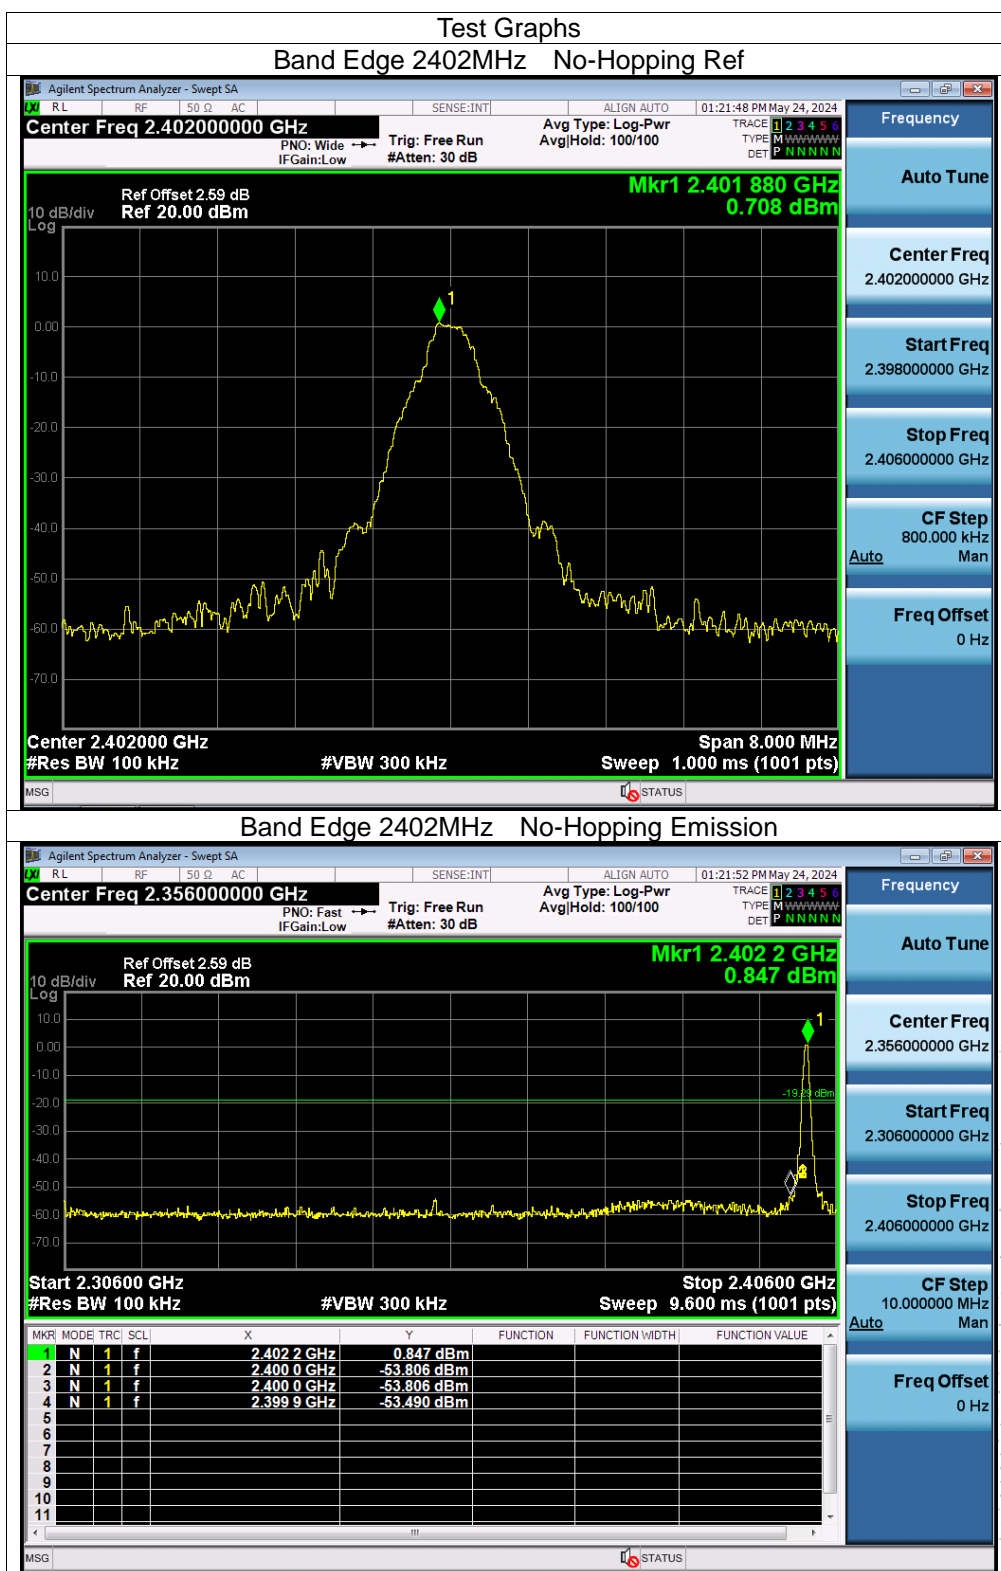 Test Graphs
Band Edge 2402MHz No-Hopping Ref
Agilent Spectrum Analyzer - Swept SA
LXI RL RF 50 Ω AC SENSE:INT ALIGN AUTO 01:21:48 PM May 24, 2024
Center Freq 2.402000000 GHz
PNO: Wide
IFGain:Low
Trig: Free Run
#Atten: 30 dB
Avg Type: Log-Pwr
Avg|Hold: 100/100
TRACE 1 2 3 4 5 6
TYPE M WWWWW
DET P N N N N N
Mkr1 2.401 880 GHz
0.708 dBm
Ref Offset 2.59 dB
10 dB/div Ref 20.00 dBm
Log
1
10.0
0.00
-10.0
-20.0
-30.0
-40.0
-50.0
-60.0
-70.0
Center 2.402000 GHz Span 8.000 MHz
#Res BW 100 kHz #VBW 300 kHz Sweep 1.000 ms (1001 pts)
MSG STATUS
Frequency
Auto Tune
Center Freq
2.402000000 GHz
Start Freq
2.398000000 GHz
Stop Freq
2.406000000 GHz
CF Step
800.000 kHz
Auto Man
Freq Offset
0 Hz
Band Edge 2402MHz No-Hopping Emission
Agilent Spectrum Analyzer - Swept SA
LXI RL RF 50 Ω AC SENSE:INT ALIGN AUTO 01:21:52 PM May 24, 2024
Center Freq 2.356000000 GHz
PNO: Fast
IFGain:Low
Trig: Free Run
#Atten: 30 dB
Avg Type: Log-Pwr
Avg|Hold: 100/100
TRACE 1 2 3 4 5 6
TYPE M WWWWW
DET P N N N N N
Mkr1 2.402 2 GHz
0.847 dBm
Ref Offset 2.59 dB
10 dB/div Ref 20.00 dBm
Log
1
10.0
0.00
-10.0
-19.29 dBm
-20.0
-30.0
-40.0
-50.0
-60.0
-70.0
Start 2.30600 GHz Stop 2.40600 GHz
#Res BW 100 kHz #VBW 300 kHz Sweep 9.600 ms (1001 pts)
MKR MODE TRC SCL X Y FUNCTION FUNCTION WIDTH FUNCTION VALUE
1 N 1 f 2.402 2 GHz 0.847 dBm
2 N 1 f 2.400 0 GHz -53.806 dBm
3 N 1 f 2.400 0 GHz -53.806 dBm
4 N 1 f 2.399 9 GHz -53.490 dBm
5
6
7
8
9
10
11
MSG STATUS
Frequency
Auto Tune
Center Freq
2.356000000 GHz
Start Freq
2.306000000 GHz
Stop Freq
2.406000000 GHz
CF Step
10.000000 MHz
Auto Man
Freq Offset
0 Hz